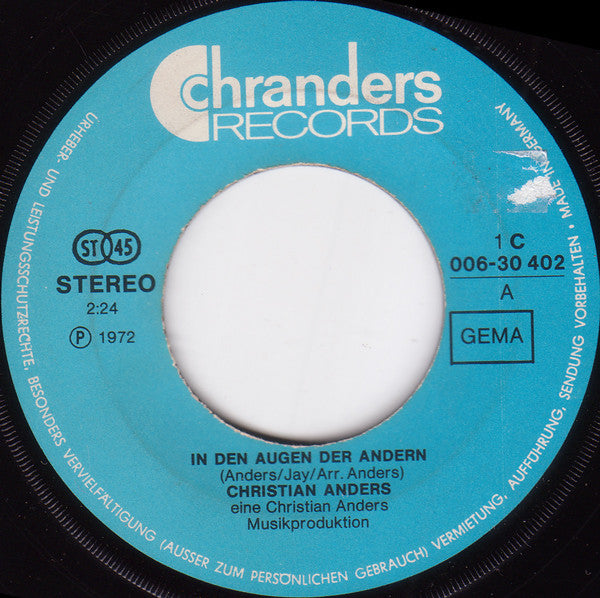 chranders
RECORDS
ST 45
STEREO
2:24
Ⓟ 1972
1 C
006-30 402
A
GEMA
IN DEN AUGEN DER ANDERN
(Anders/Jay/Arr. Anders)
CHRISTIAN ANDERS
eine Christian Anders
Musikproduktion
URHEBER- UND LEISTUNGSSCHUTZRECHTE, BESONDERS VERVIELFÄLTIGUNG (AUSSER ZUM PERSÖNLICHEN GEBRAUCH) VERMIETUNG, AUFFÜHRUNG, SENDUNG VORBEHALTEN • MADE IN GERMANY